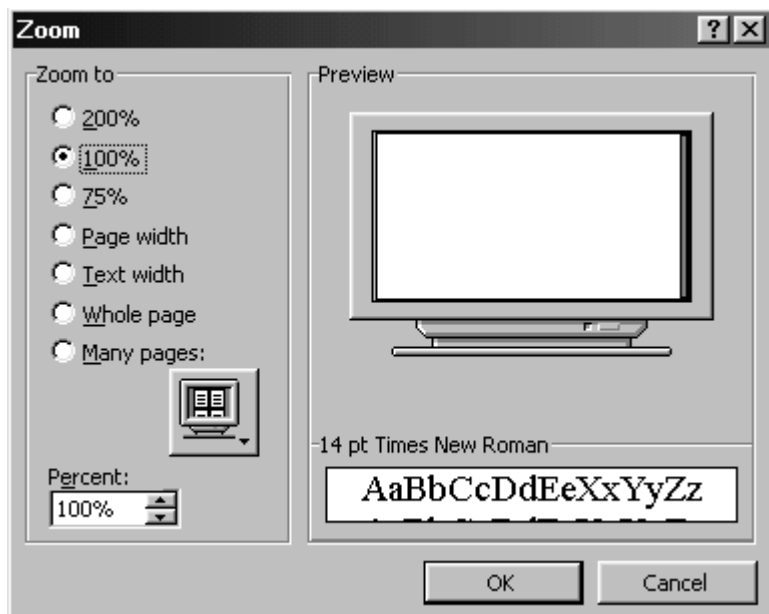 Zoom
Zoom to
200%
100%
75%
Page width
Text width
Whole page
Many pages:
Percent:
100%
Preview
14 pt Times New Roman
AaBbCcDdEeXxYyZz
OK
Cancel